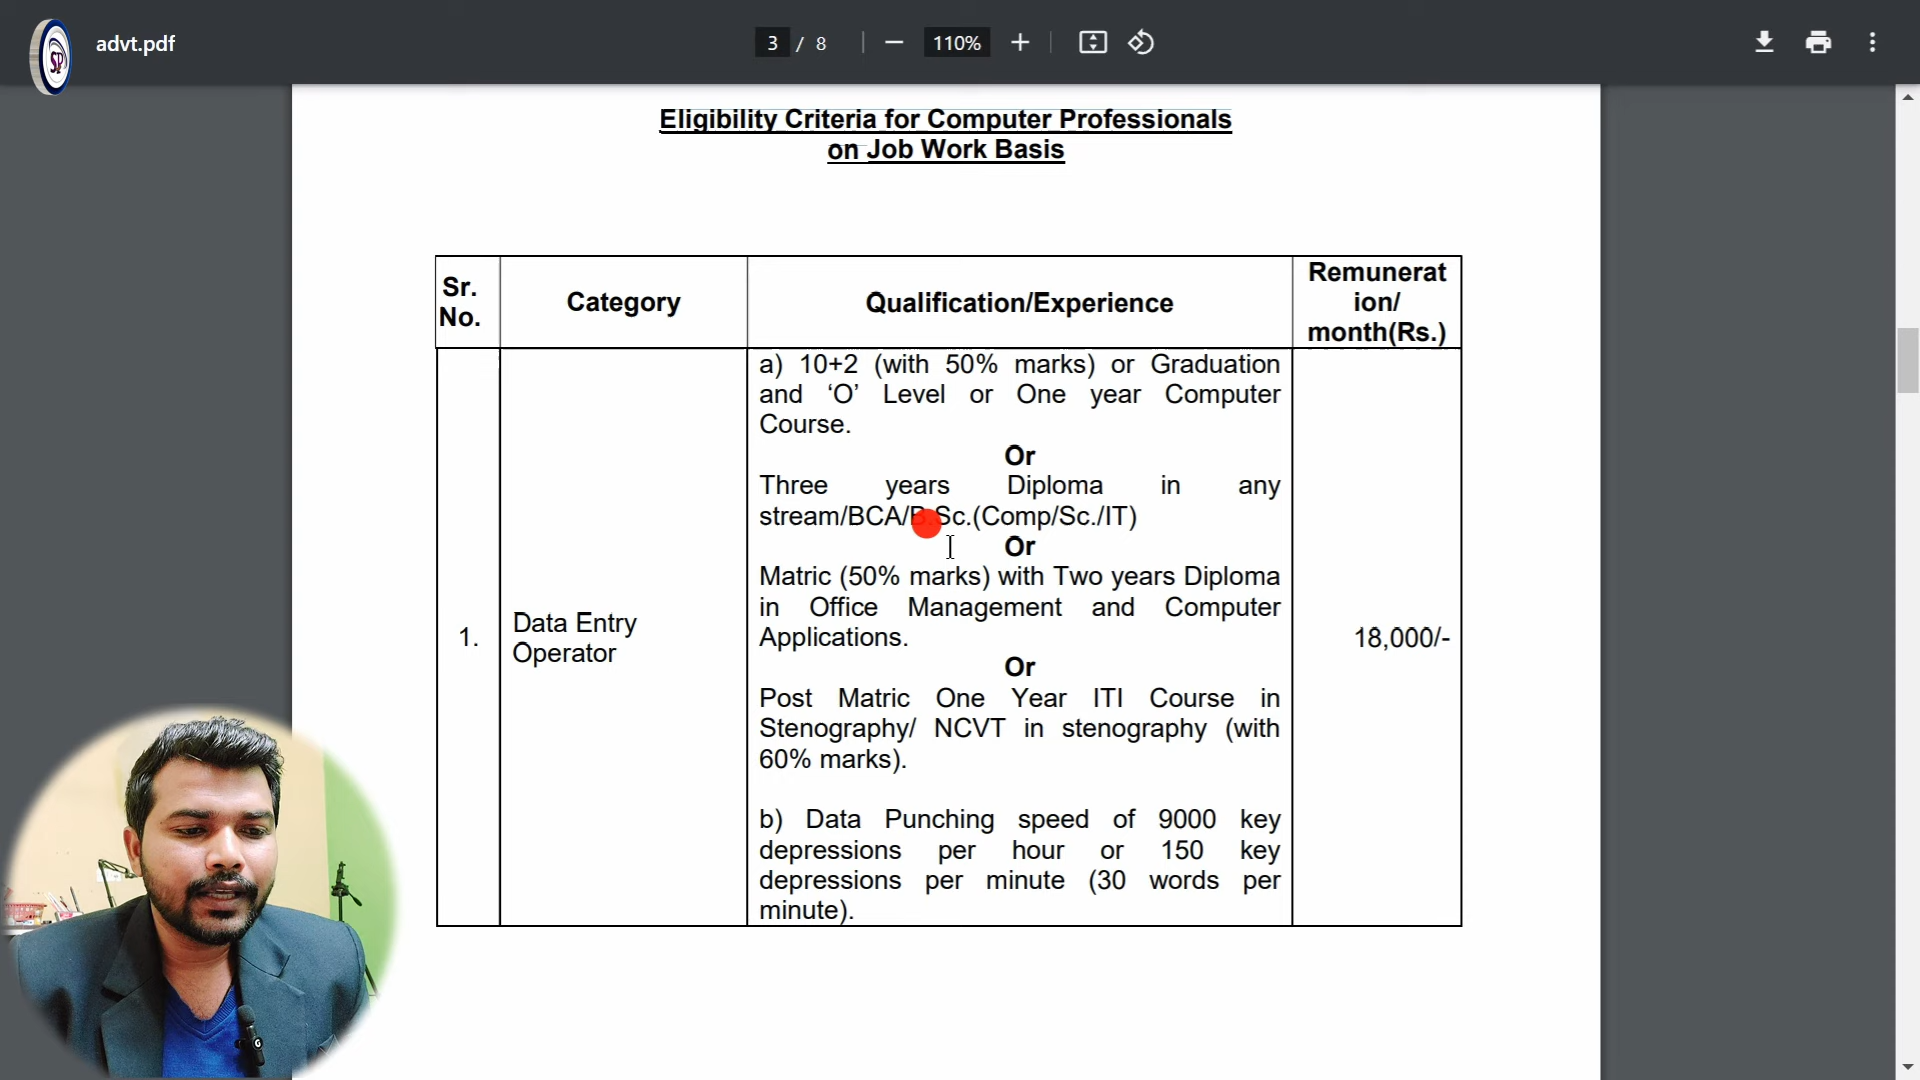 SP
advt.pdf
3 / 8
110%
Eligibility Criteria for Computer Professionals
on Job Work Basis
Sr.
No.
Category
Qualification/Experience
Remunerat
ion/
month(Rs.)
1.
Data Entry
Operator
a) 10+2 (with 50% marks) or Graduation
and ‘O’ Level or One year Computer
Course.
Or
Three years Diploma in any
stream/BCA/B.Sc.(Comp/Sc./IT)
Or
Matric (50% marks) with Two years Diploma
in Office Management and Computer
Applications.
Or
Post Matric One Year ITI Course in
Stenography/ NCVT in stenography (with
60% marks).
b) Data Punching speed of 9000 key
depressions per hour or 150 key
depressions per minute (30 words per
minute).
18,000/-